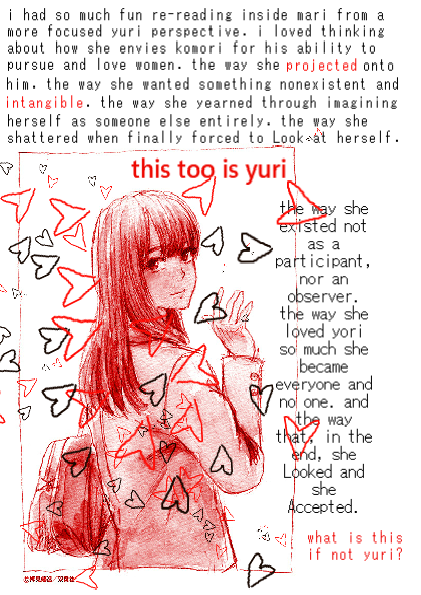 i had so much fun re-reading inside mari from a
more focused yuri perspective. i loved thinking
about how she envies komori for his ability to
pursue and love women. the way she projected onto
him. the way she wanted something nonexistent and
intangible. the way she yearned through imagining
herself as someone else entirely. the way she
shattered when finally forced to Look at herself.
this too is yuri
the way she
existed not
as a
participant,
nor an
observer.
the way she
loved yori
so much she
became
everyone and
no one. and
the way
that, in the
end, she
Looked and
she
Accepted.
what is this
if not yuri?